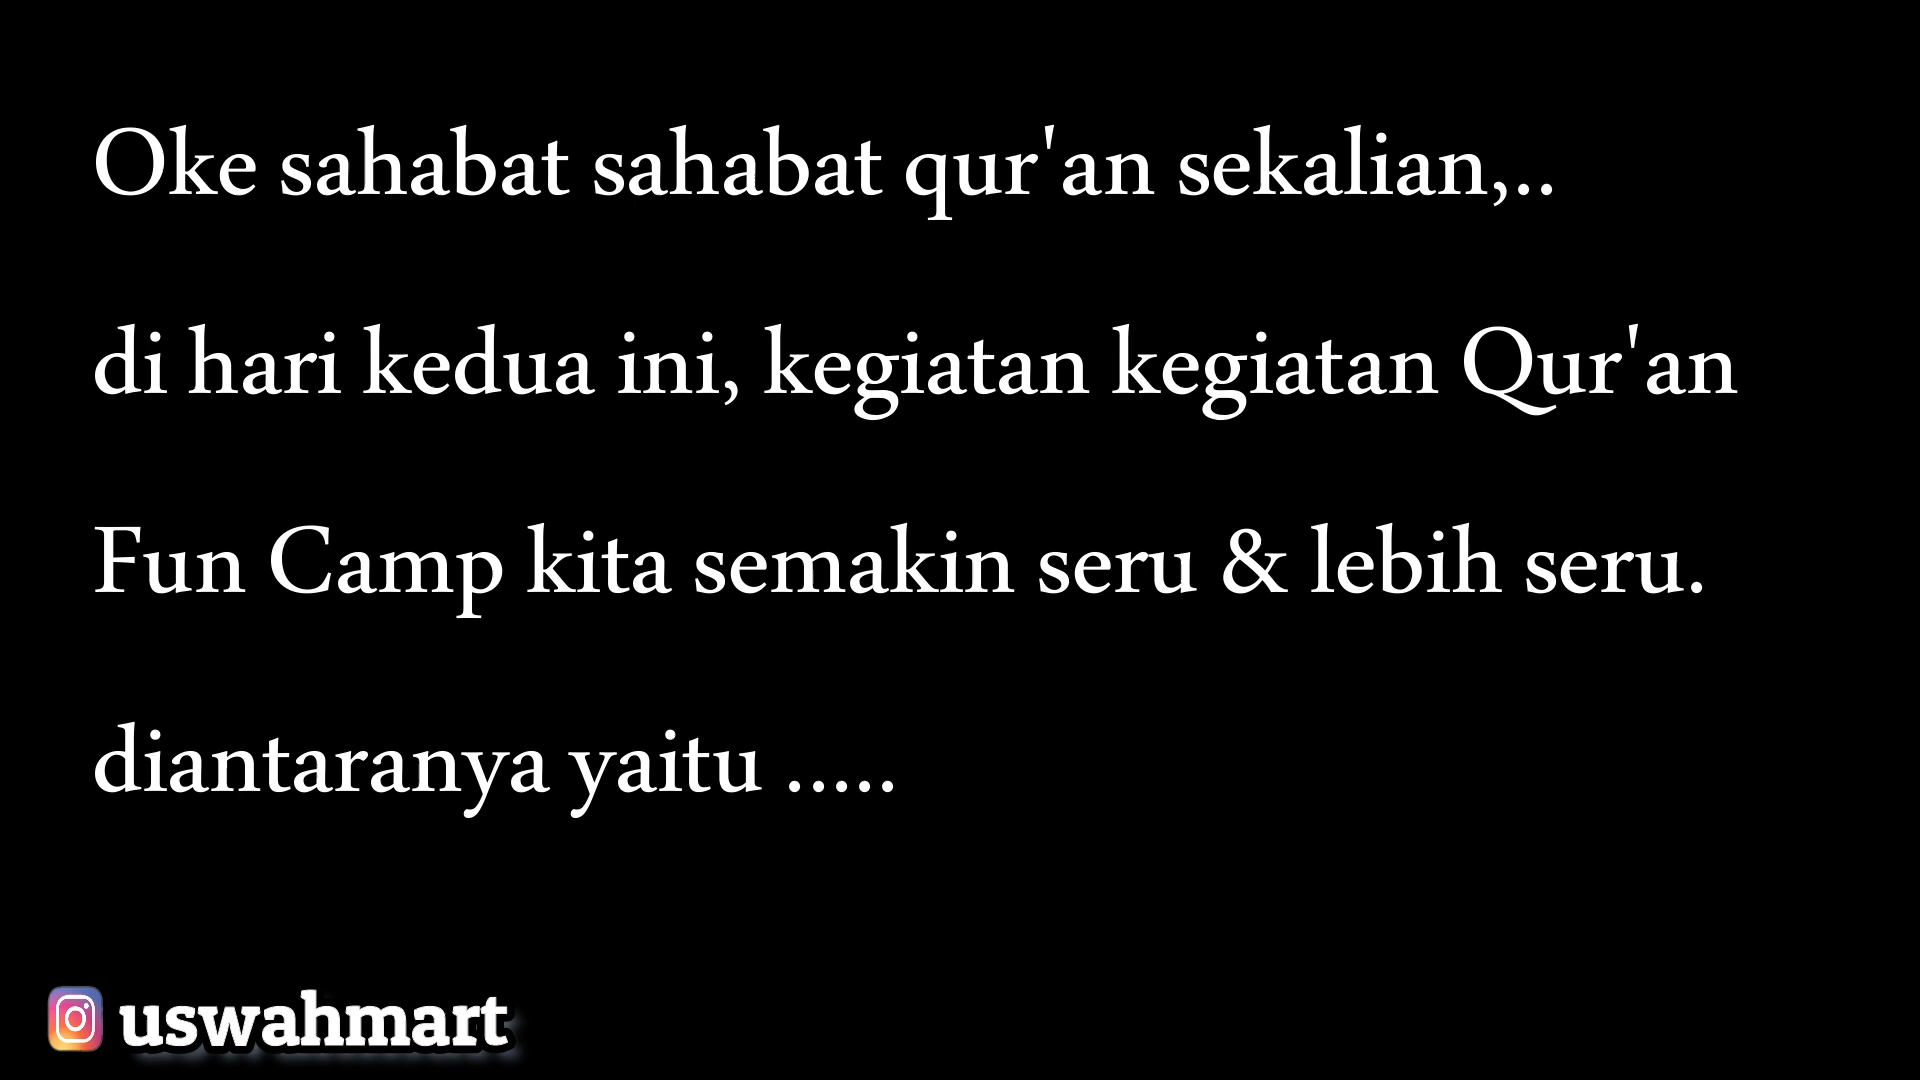 Oke sahabat sahabat qur'an sekalian,..
di hari kedua ini, kegiatan kegiatan Qur'an
Fun Camp kita semakin seru & lebih seru.
diantaranya yaitu .....
uswahmart